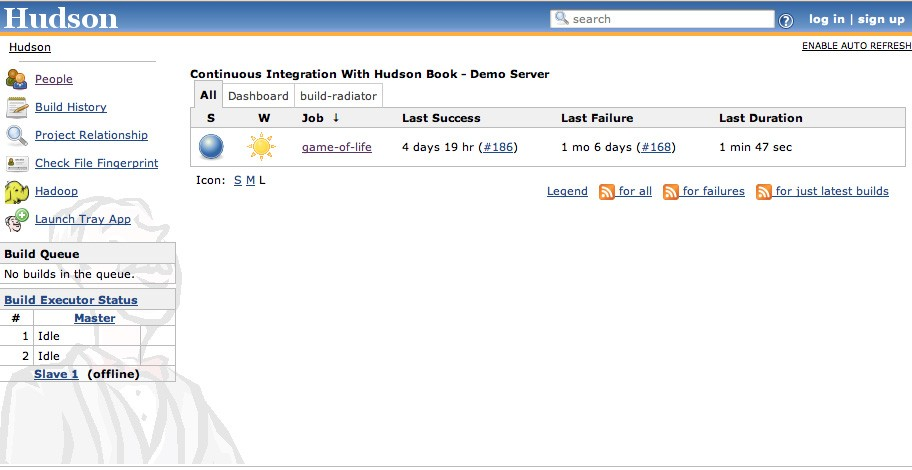 Hudson
search
? log in | sign up
Hudson
ENABLE AUTO REFRESH
People
Build History
Project Relationship
Check File Fingerprint
Hadoop
Launch Tray App
Build Queue
No builds in the queue.
Build Executor Status
# Master
1 Idle
2 Idle
Slave 1 (offline)
Continuous Integration With Hudson Book - Demo Server
All Dashboard build-radiator
S W Job ↓ Last Success Last Failure Last Duration
game-of-life 4 days 19 hr (#186) 1 mo 6 days (#168) 1 min 47 sec
Icon: S M L
Legend for all for failures for just latest builds